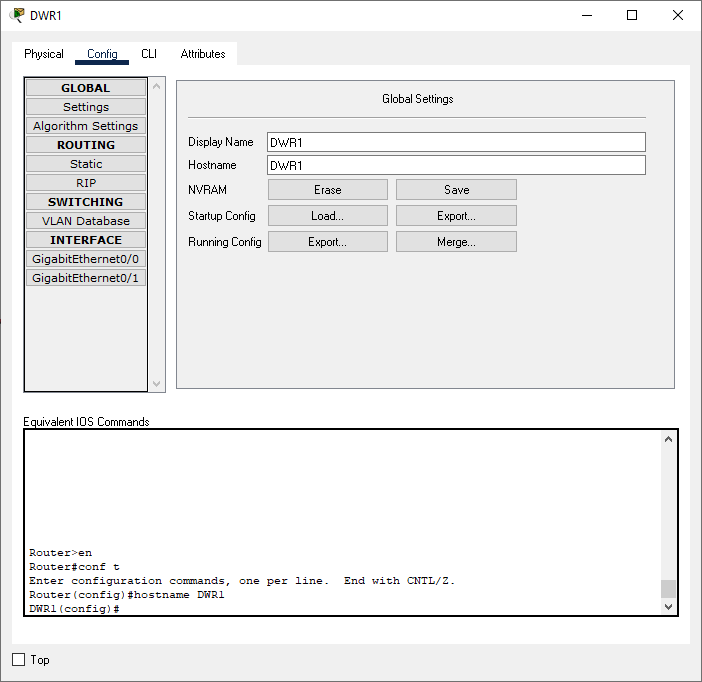 DWR1
Physical Config CLI Attributes
GLOBAL
Settings
Algorithm Settings
ROUTING
Static
RIP
SWITCHING
VLAN Database
INTERFACE
GigabitEthernet0/0
GigabitEthernet0/1
Global Settings
Display Name DWR1
Hostname DWR1
NVRAM Erase Save
Startup Config Load... Export...
Running Config Export... Merge...
Equivalent IOS Commands
Router>en
Router#conf t
Enter configuration commands, one per line.  End with CNTL/Z.
Router(config)#hostname DWR1
DWR1(config)#
Top